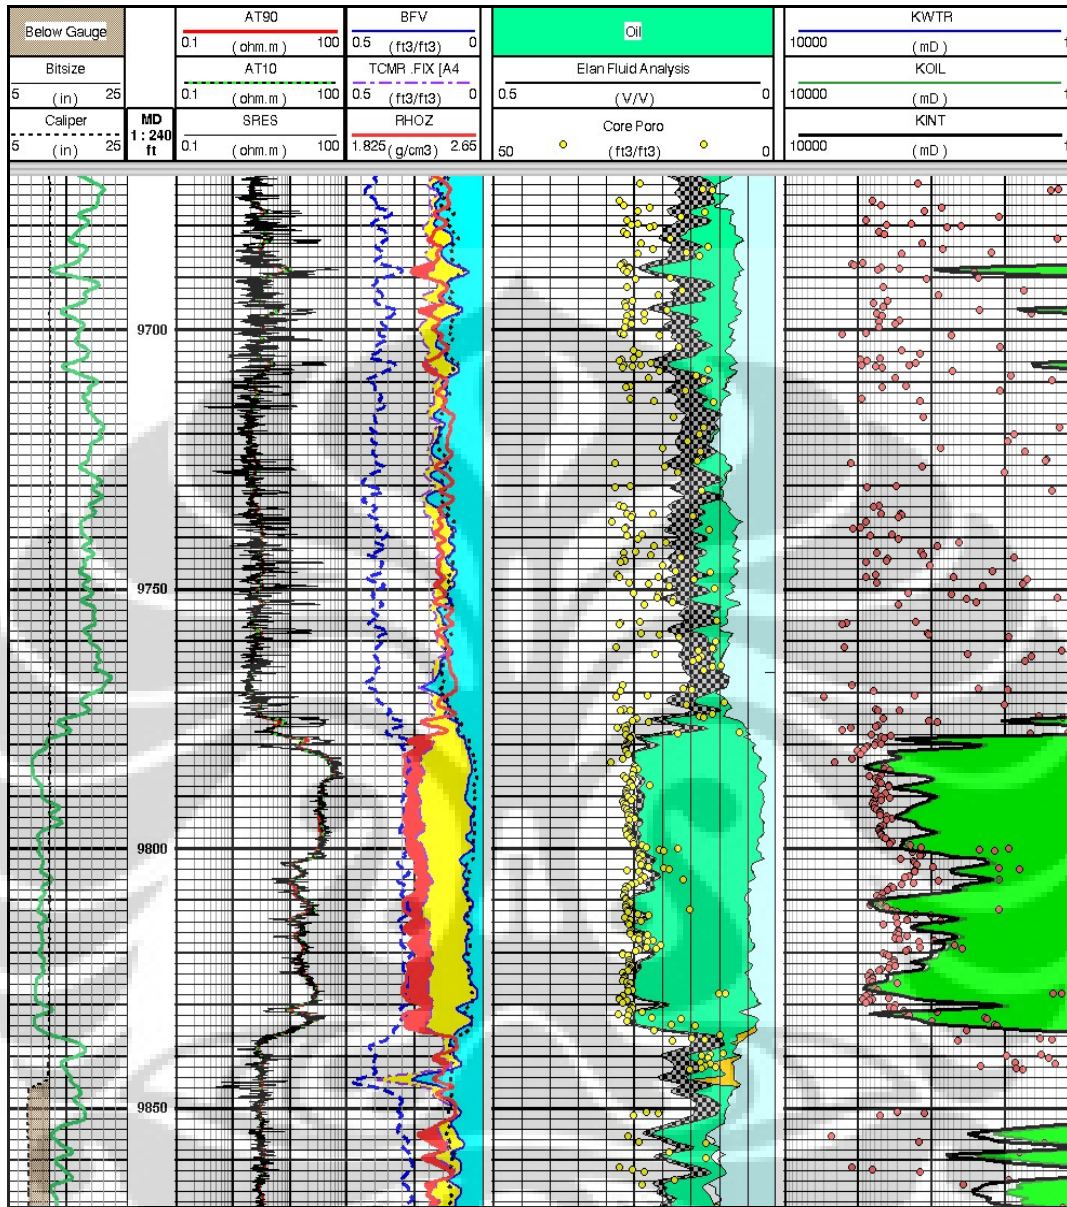 Below Gauge
Bitsize
5 (in) 25
Caliper
5 (in) 25
MD
1 : 240
ft
AT90
0.1 (ohm.m) 100
AT10
0.1 (ohm.m) 100
SRES
0.1 (ohm.m) 100
BFV
0.5 (ft3/ft3) 0
TCMR .FIX [A4
0.5 (ft3/ft3) 0
RHOZ
1.825 (g/cm3) 2.65
Oil
Elan Fluid Analysis
0.5 (V/V) 0
Core Poro
50 (ft3/ft3) 0
KWTR
10000 (mD) 1
KOIL
10000 (mD) 1
KINT
10000 (mD) 1
9700
9750
9800
9850